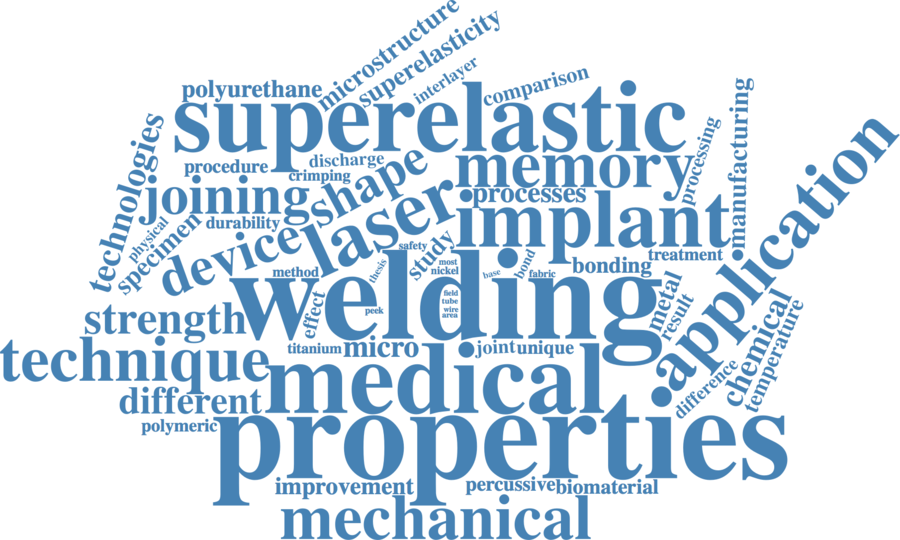 microstructure
superelasticity
interlayer
comparison
polyurethane
superelastic
technologies
procedure
discharge
crimping
memory
processing
manufacturing
application
joining
shape
processes
durability
physical
specimen
device
laser
implant
safety
study
treatment
method
thesis
most
nickel
base
bond
fabric
bonding
welding
field
tube
wire
area
effect
peek
metal
result
strength
titanium
micro
joint
unique
chemical
temperature
difference
technique
medical
different
polymeric
properties
improvement
percussive
biomaterial
mechanical